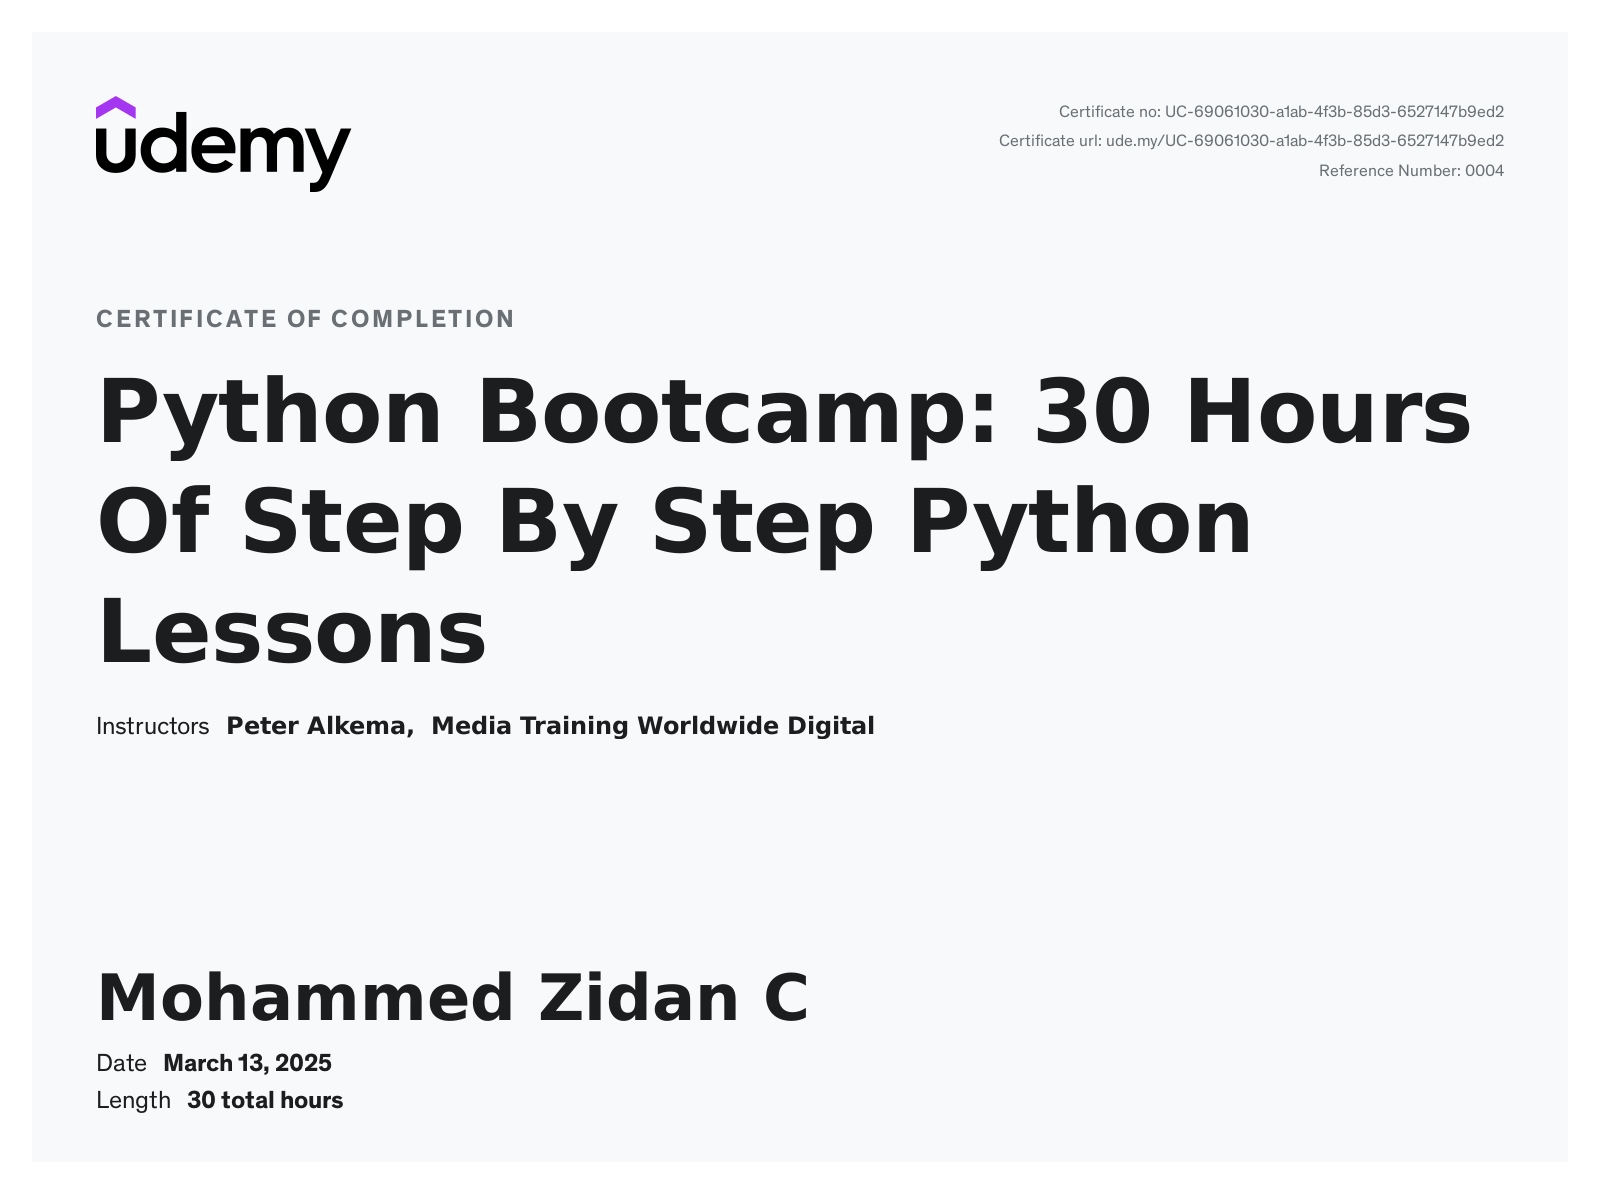 udemy
Certificate no: UC-69061030-a1ab-4f3b-85d3-6527147b9ed2
Certificate url: ude.my/UC-69061030-a1ab-4f3b-85d3-6527147b9ed2
Reference Number: 0004
CERTIFICATE OF COMPLETION
Python Bootcamp: 30 Hours
Of Step By Step Python
Lessons
Instructors Peter Alkema, Media Training Worldwide Digital
Mohammed Zidan C
Date March 13, 2025
Length 30 total hours